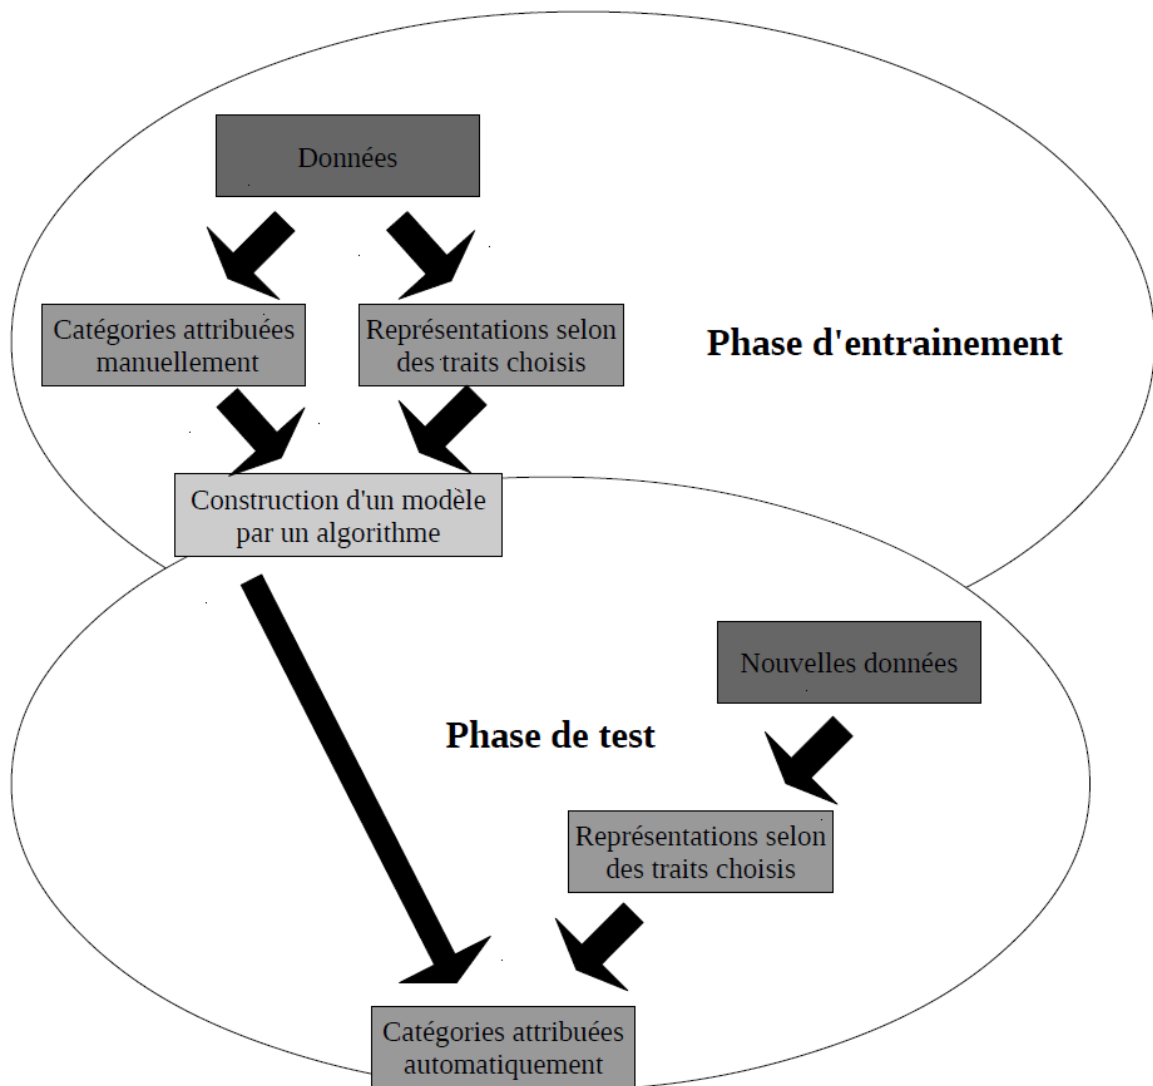 Données
Catégories attribuées
manuellement
Représentations selon
des traits choisis
Phase d'entrainement
Construction d'un modèle
par un algorithme
Nouvelles données
Phase de test
Représentations selon
des traits choisis
Catégories attribuées
automatiquement